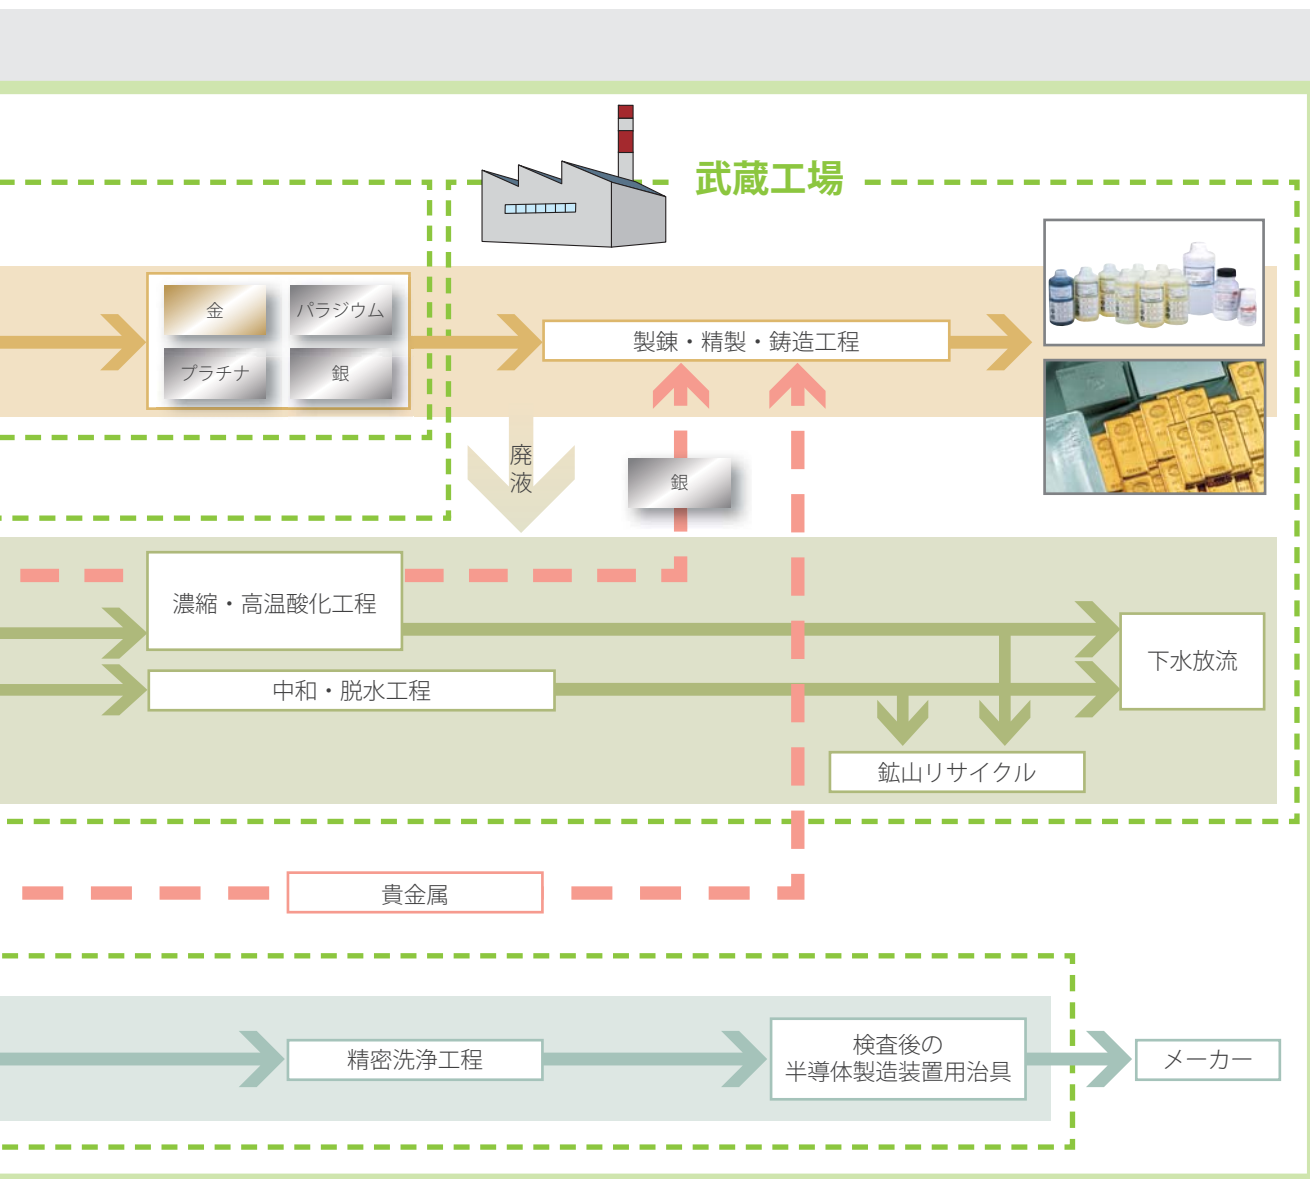 武蔵工場
金
パラジウム
プラチナ
銀
製錬・精製・鋳造工程
廃
液
銀
濃縮・高温酸化工程
中和・脱水工程
下水放流
鉱山リサイクル
貴金属
精密洗浄工程
検査後の
半導体製造装置用治具
メーカー